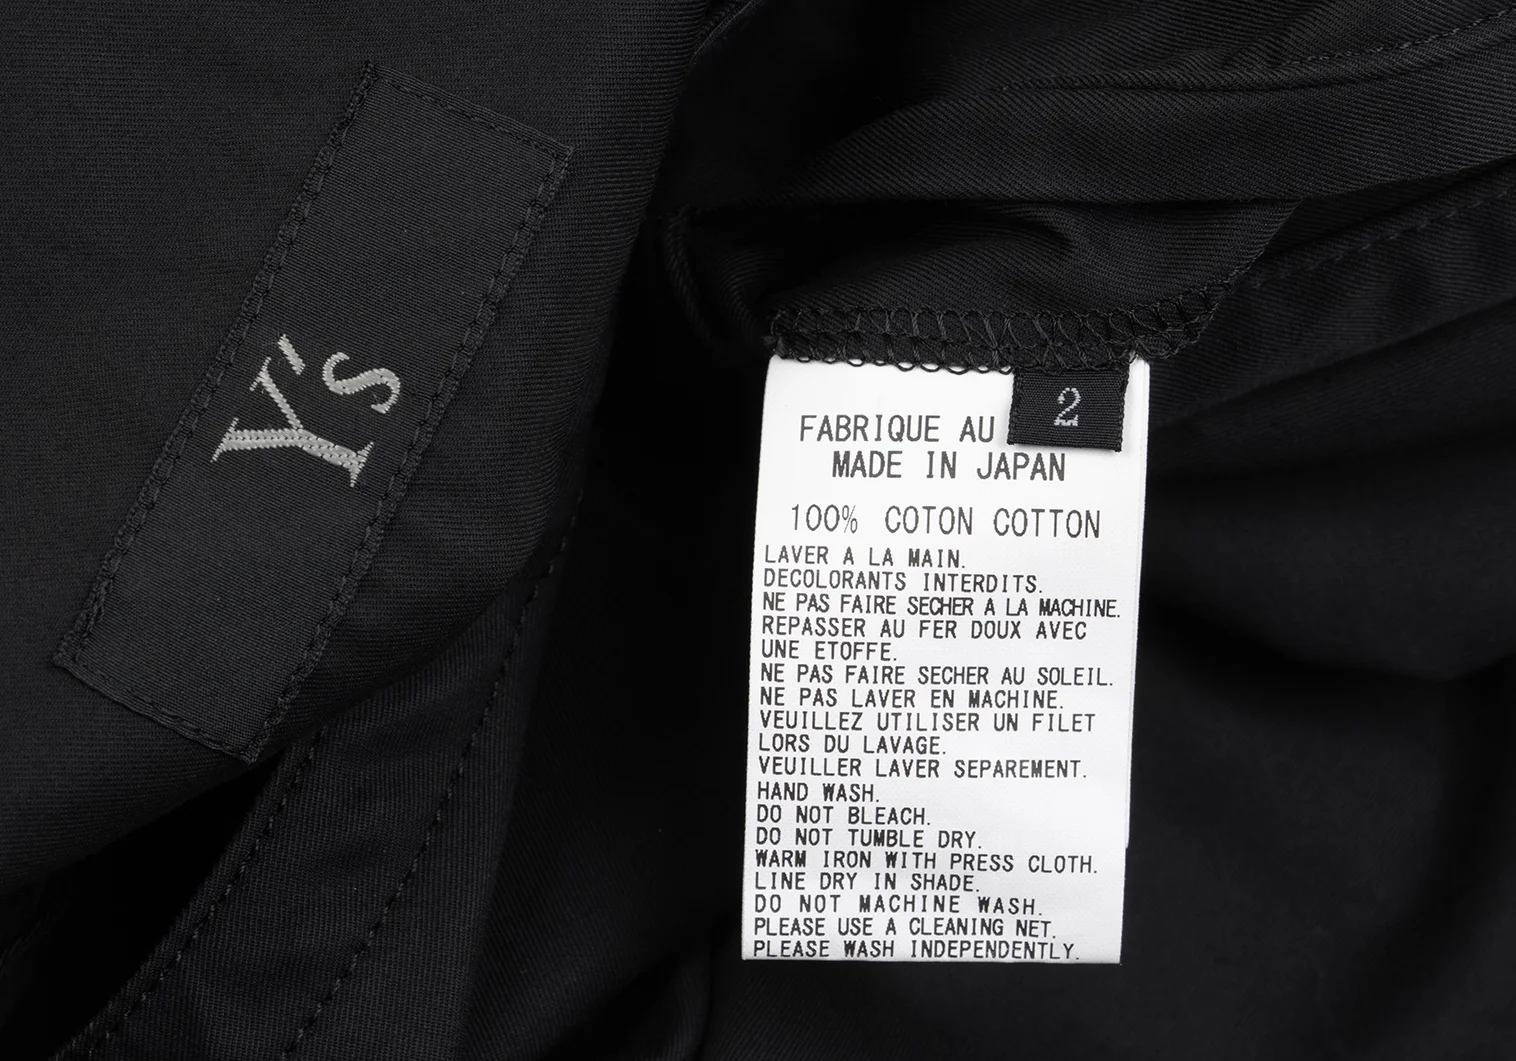 Y's
2
FABRIQUE AU
MADE IN JAPAN
100% COTON COTTON
LAVER A LA MAIN.
DECOLORANTS INTERDITS.
NE PAS FAIRE SECHER A LA MACHINE.
REPASSER AU FER DOUX AVEC
UNE ETOFFE.
NE PAS FAIRE SECHER AU SOLEIL.
NE PAS LAVER EN MACHINE.
VEUILLEZ UTILISER UN FILET
LORS DU LAVAGE.
VEUILLER LAVER SEPAREMENT.
HAND WASH.
DO NOT BLEACH.
DO NOT TUMBLE DRY.
WARM IRON WITH PRESS CLOTH.
LINE DRY IN SHADE.
DO NOT MACHINE WASH.
PLEASE USE A CLEANING NET.
PLEASE WASH INDEPENDENTLY.